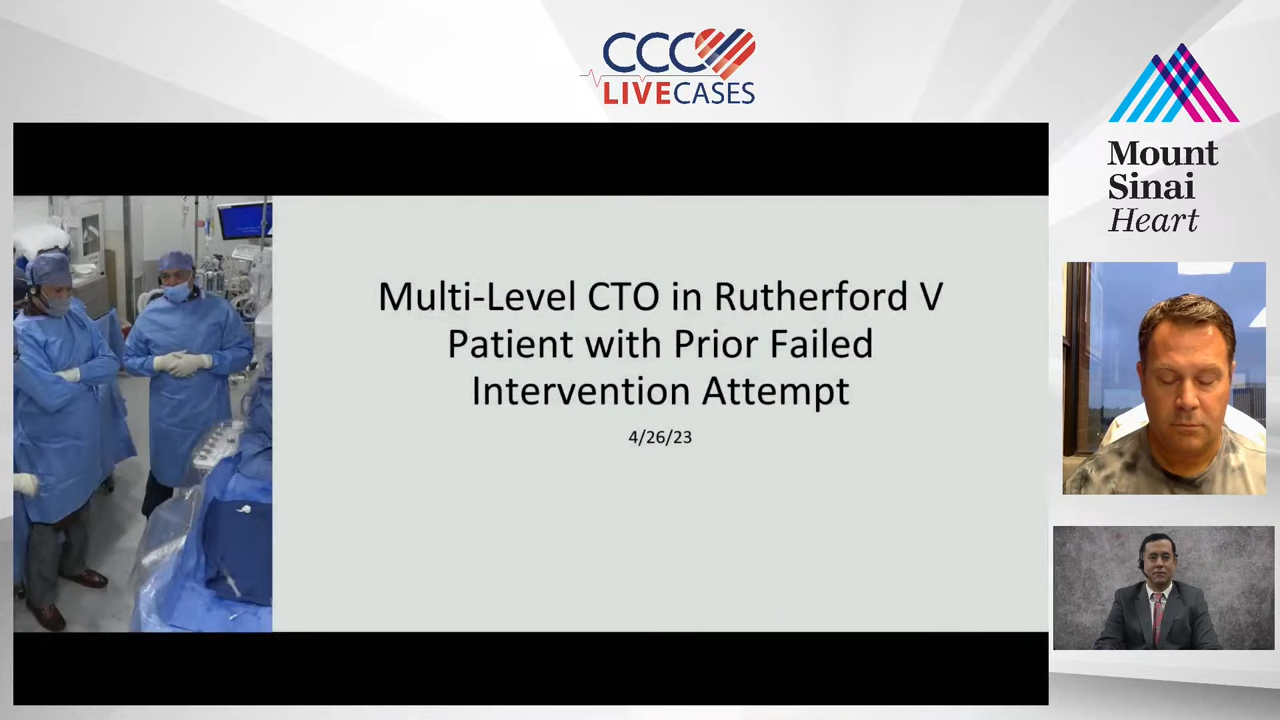 CCC
LIVECASES
Mount
Sinai
Heart
Multi-Level CTO in Rutherford V
Patient with Prior Failed
Intervention Attempt
4/26/23